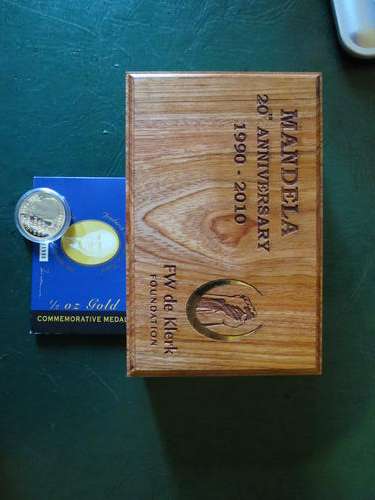 MANDELA
20TH ANNIVERSARY
1990 - 2010
FW de Klerk
FOUNDATION
½ oz Gold
COMMEMORATIVE MEDAL